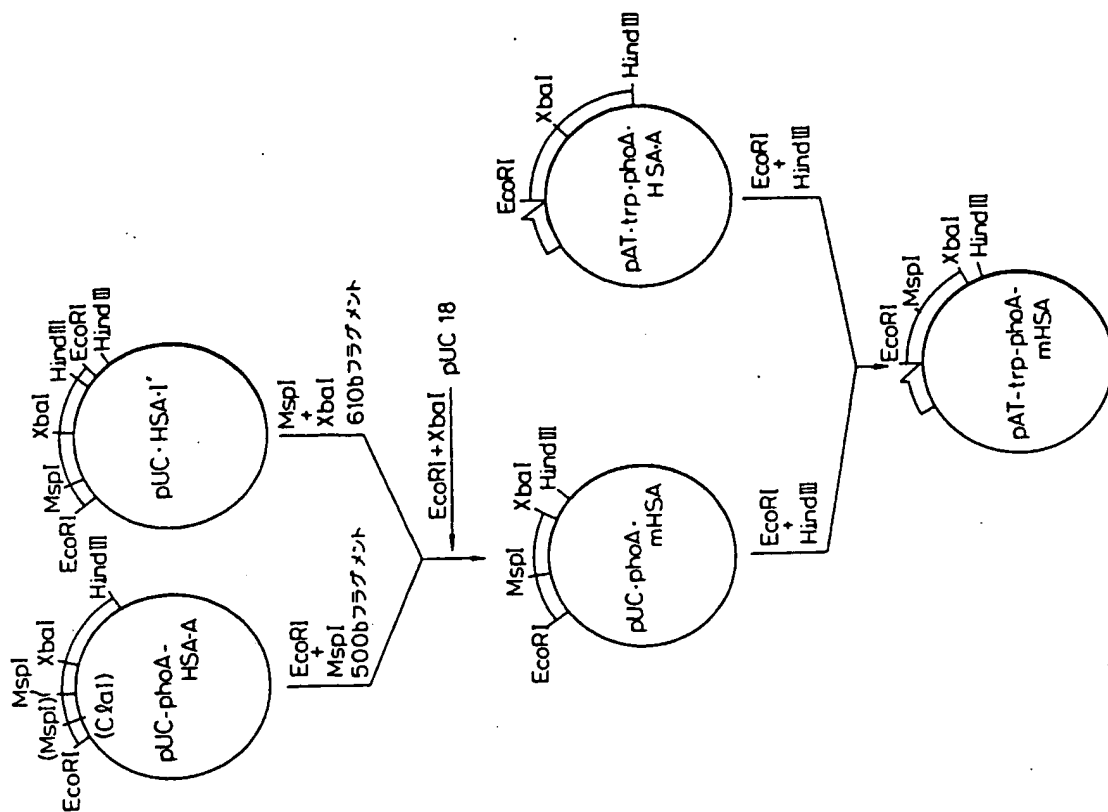 EcoRI
(MspI)
MspI
XbaI
HindⅢ
(ClaI)
pUC-phoA-
HSA-A
EcoRI
MspI
XbaI
HindⅢ
EcoRI
HindⅢ
pUC·HSA·I'
EcoRI
+
MspI
500bフラグメント
MspI
+
XbaI
610bフラグメント
EcoRI+XbaI
pUC 18
EcoRI
MspI
XbaI
HindⅢ
pUC·phoA·
mHSA
EcoRI
XbaI
HindⅢ
pAT·trp·phoA·
HSA·A
EcoRI
+
HindⅢ
EcoRI
+
HindⅢ
EcoRI
MspI
XbaI
HindⅢ
pAT-trp-phoA-
mHSA